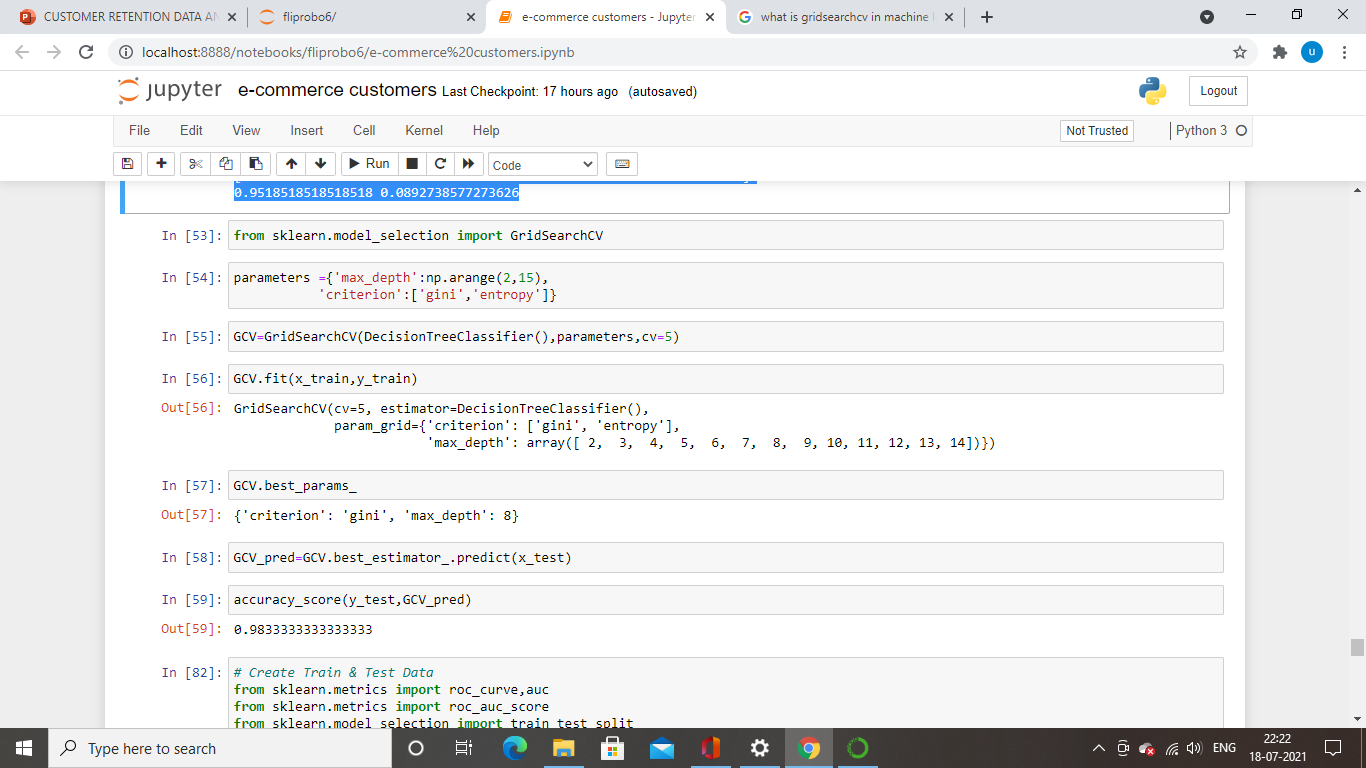 CUSTOMER RETENTION DATA AN
fliprobo6/
e-commerce customers - Jupyter
what is gridsearchcv in machine
localhost:8888/notebooks/fliprobo6/e-commerce%20customers.ipynb
u
jupyter e-commerce customers Last Checkpoint: 17 hours ago (autosaved)
Logout
File Edit View Insert Cell Kernel Help
Not Trusted
Python 3
Run
Code
0.9518518518518518 0.0892738577273626
In [53]: from sklearn.model_selection import GridSearchCV
In [54]: parameters ={'max_depth':np.arange(2,15),
'criterion':['gini','entropy']}
In [55]: GCV=GridSearchCV(DecisionTreeClassifier(),parameters,cv=5)
In [56]: GCV.fit(x_train,y_train)
Out[56]: GridSearchCV(cv=5, estimator=DecisionTreeClassifier(),
param_grid={'criterion': ['gini', 'entropy'],
'max_depth': array([ 2, 3, 4, 5, 6, 7, 8, 9, 10, 11, 12, 13, 14])})
In [57]: GCV.best_params_
Out[57]: {'criterion': 'gini', 'max_depth': 8}
In [58]: GCV_pred=GCV.best_estimator_.predict(x_test)
In [59]: accuracy_score(y_test,GCV_pred)
Out[59]: 0.9833333333333333
In [82]: # Create Train & Test Data
from sklearn.metrics import roc_curve,auc
from sklearn.metrics import roc_auc_score
from sklearn.model_selection import train_test_split
Type here to search
ENG
22:22
18-07-2021